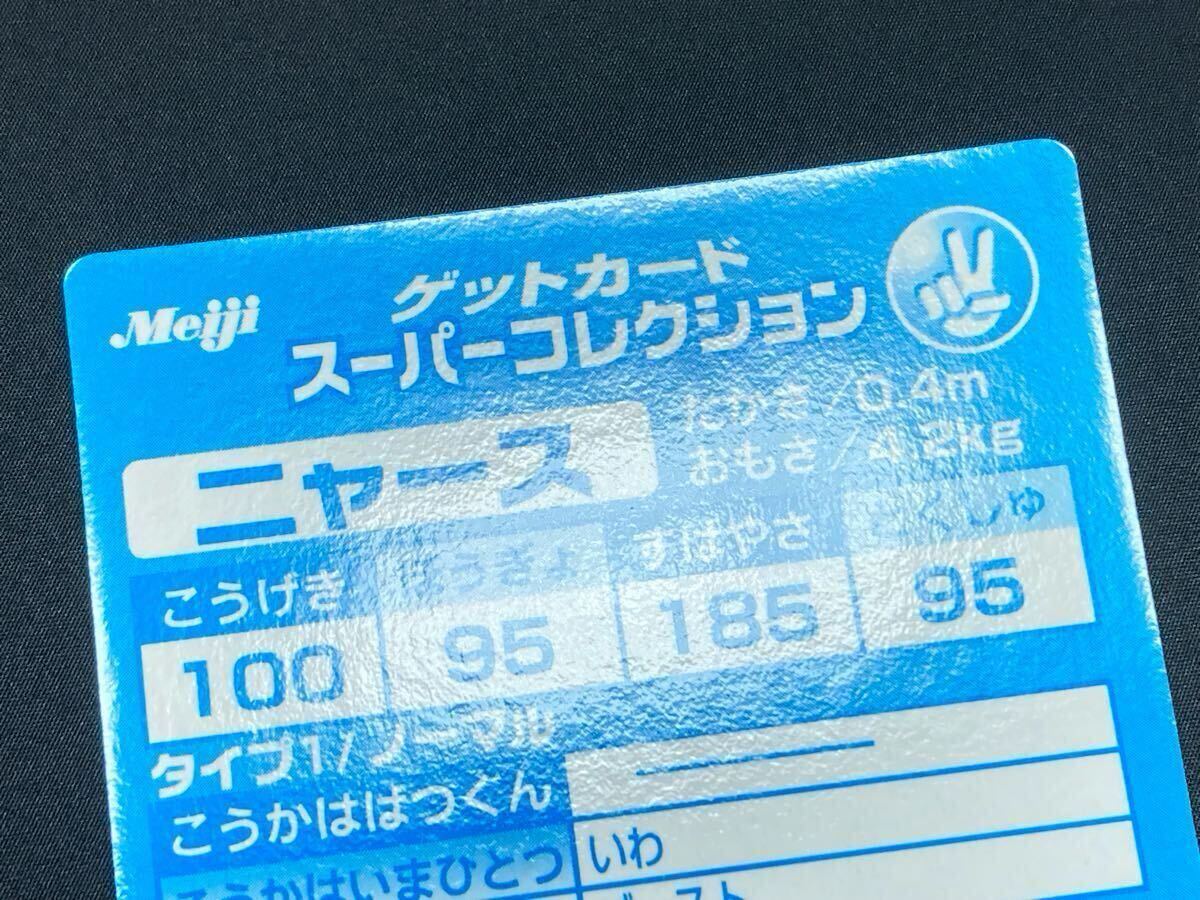 Meiji
ゲットカード
スーパーコレクション
ニャース
たかさ/0.4m
おもさ/4.2kg
こうげき
すばやさ
100 95 185 95
タイプ1/ノーマル
こうかはばつぐん
こうかはいまひとつ
いわ